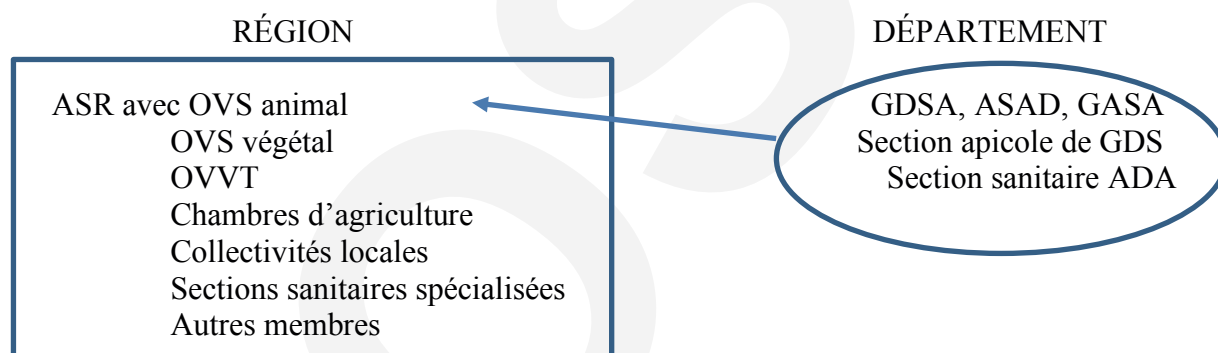 RÉGION
ASR avec OVS animal
OVS végétal
OVVT
Chambres d’agriculture
Collectivités locales
Sections sanitaires spécialisées
Autres membres
DÉPARTEMENT
GDSA, ASAD, GASA
Section apicole de GDS
Section sanitaire ADA